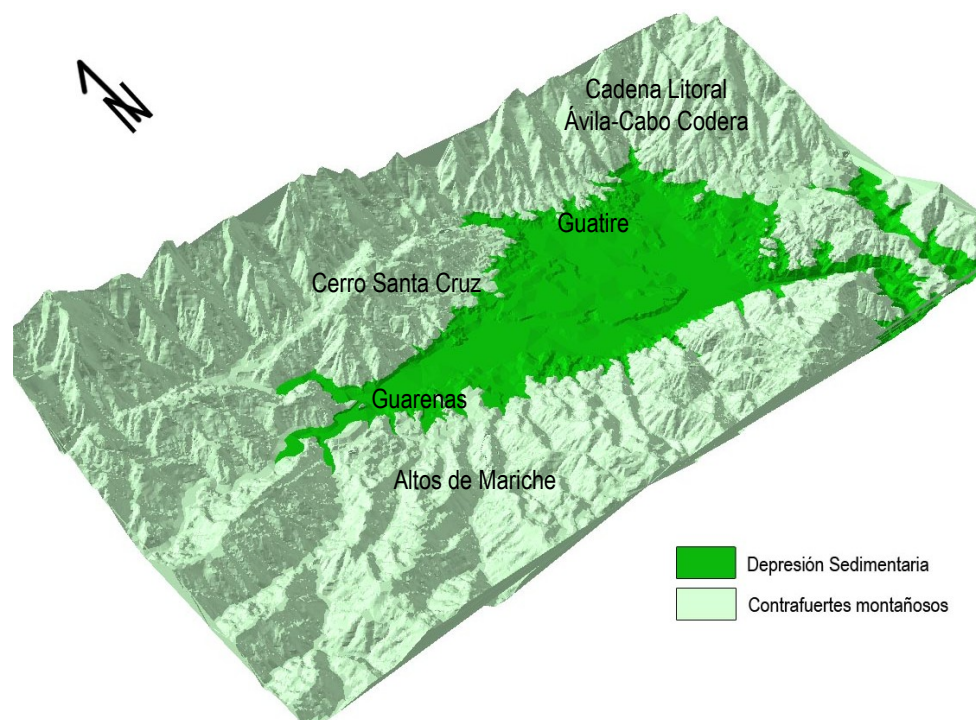 N
Cadena Litoral
Ávila-Cabo Codera
Guatire
Cerro Santa Cruz
Guarenas
Altos de Mariche
Depresión Sedimentaria
Contrafuertes montañosos